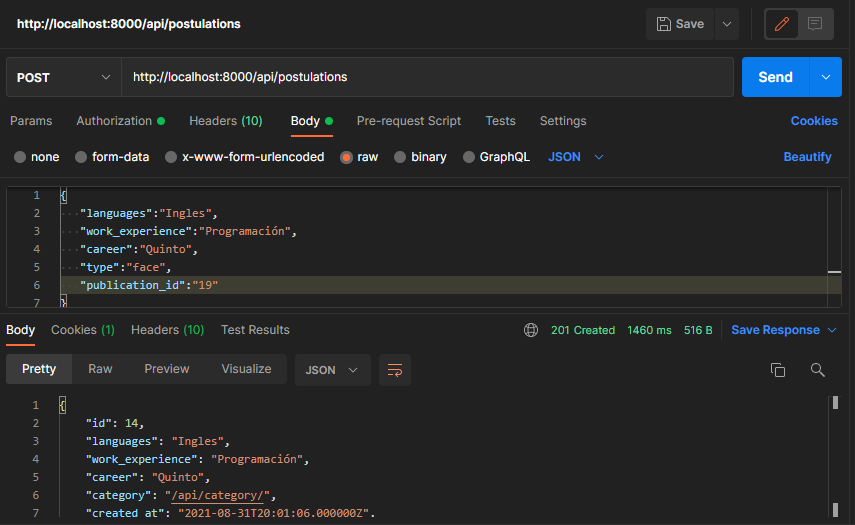 http://localhost:8000/api/postulations Save
POST http://localhost:8000/api/postulations Send
Params Authorization Headers (10) Body Pre-request Script Tests Settings Cookies
none form-data x-www-form-urlencoded raw binary GraphQL JSON Beautify
1 {
2 "languages":"Ingles",
3 "work_experience":"Programación",
4 "career":"Quinto",
5 "type":"face",
6 "publication_id":"19"
7 }
Body Cookies (1) Headers (10) Test Results 201 Created 1460 ms 516 B Save Response
Pretty Raw Preview Visualize JSON
1 {
2 "id": 14,
3 "languages": "Ingles",
4 "work_experience": "Programación",
5 "career": "Quinto",
6 "category": "/api/category/",
7 "created_at": "2021-08-31T20:01:06.000000Z",